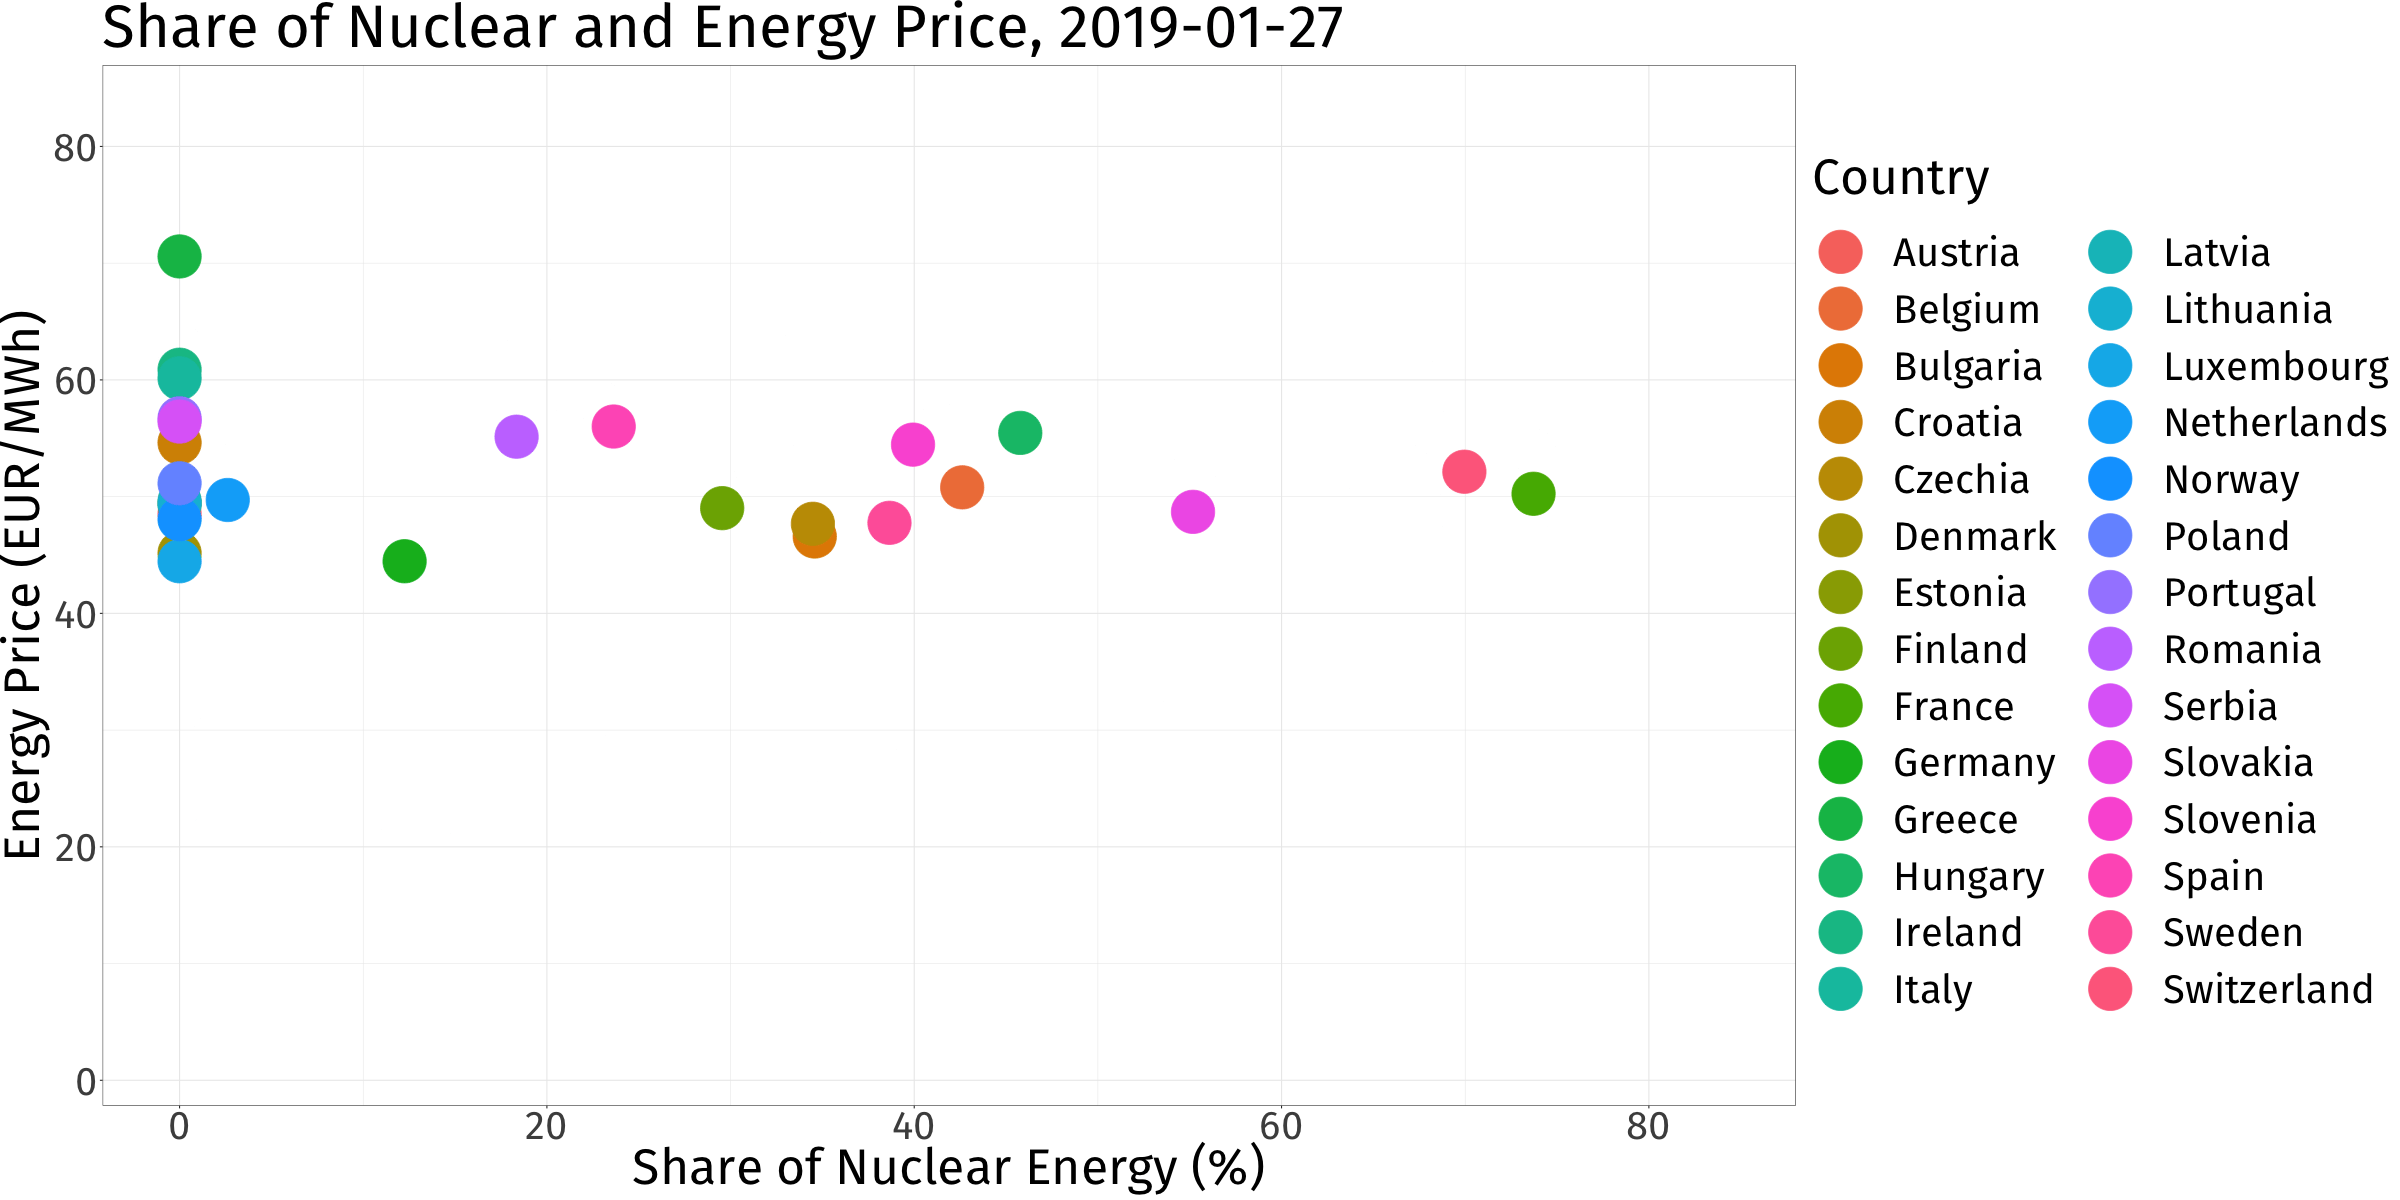 Share of Nuclear and Energy Price, 2019-01-27
Energy Price (EUR/MWh)
80
60
40
20
0
0 20 40 60 80
Share of Nuclear Energy (%)
Country
Austria
Belgium
Bulgaria
Croatia
Czechia
Denmark
Estonia
Finland
France
Germany
Greece
Hungary
Ireland
Italy
Latvia
Lithuania
Luxembourg
Netherlands
Norway
Poland
Portugal
Romania
Serbia
Slovakia
Slovenia
Spain
Sweden
Switzerland